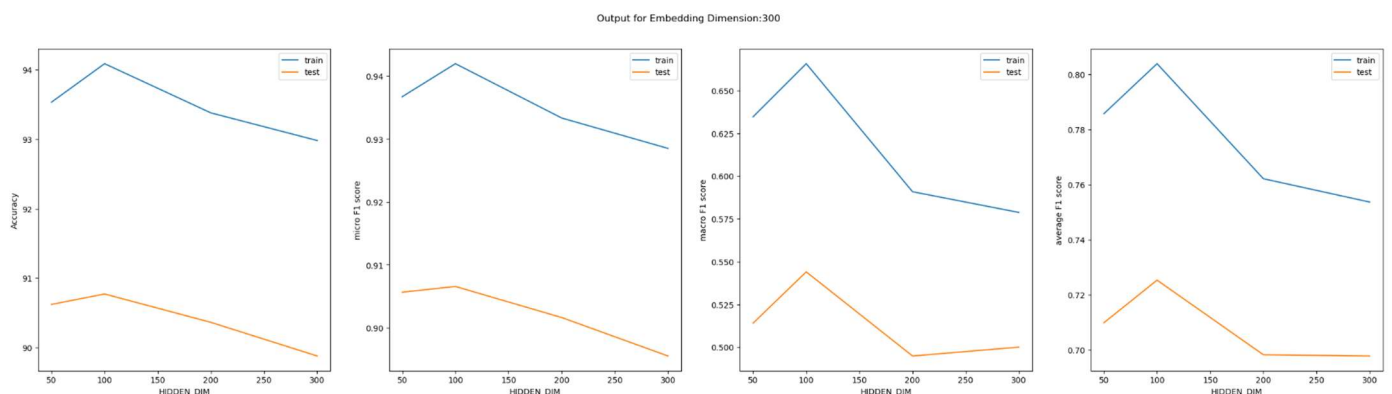 Output for Embedding Dimension:300
train
test
94
93
92
91
90
Accuracy
50 100 150 200 250 300
HIDDEN_DIM
train
test
0.94
0.93
0.92
0.91
0.90
micro F1 score
50 100 150 200 250 300
HIDDEN_DIM
train
test
0.650
0.625
0.600
0.575
0.550
0.525
0.500
macro F1 score
50 100 150 200 250 300
HIDDEN_DIM
train
test
0.80
0.78
0.76
0.74
0.72
0.70
average F1 score
50 100 150 200 250 300
HIDDEN_DIM